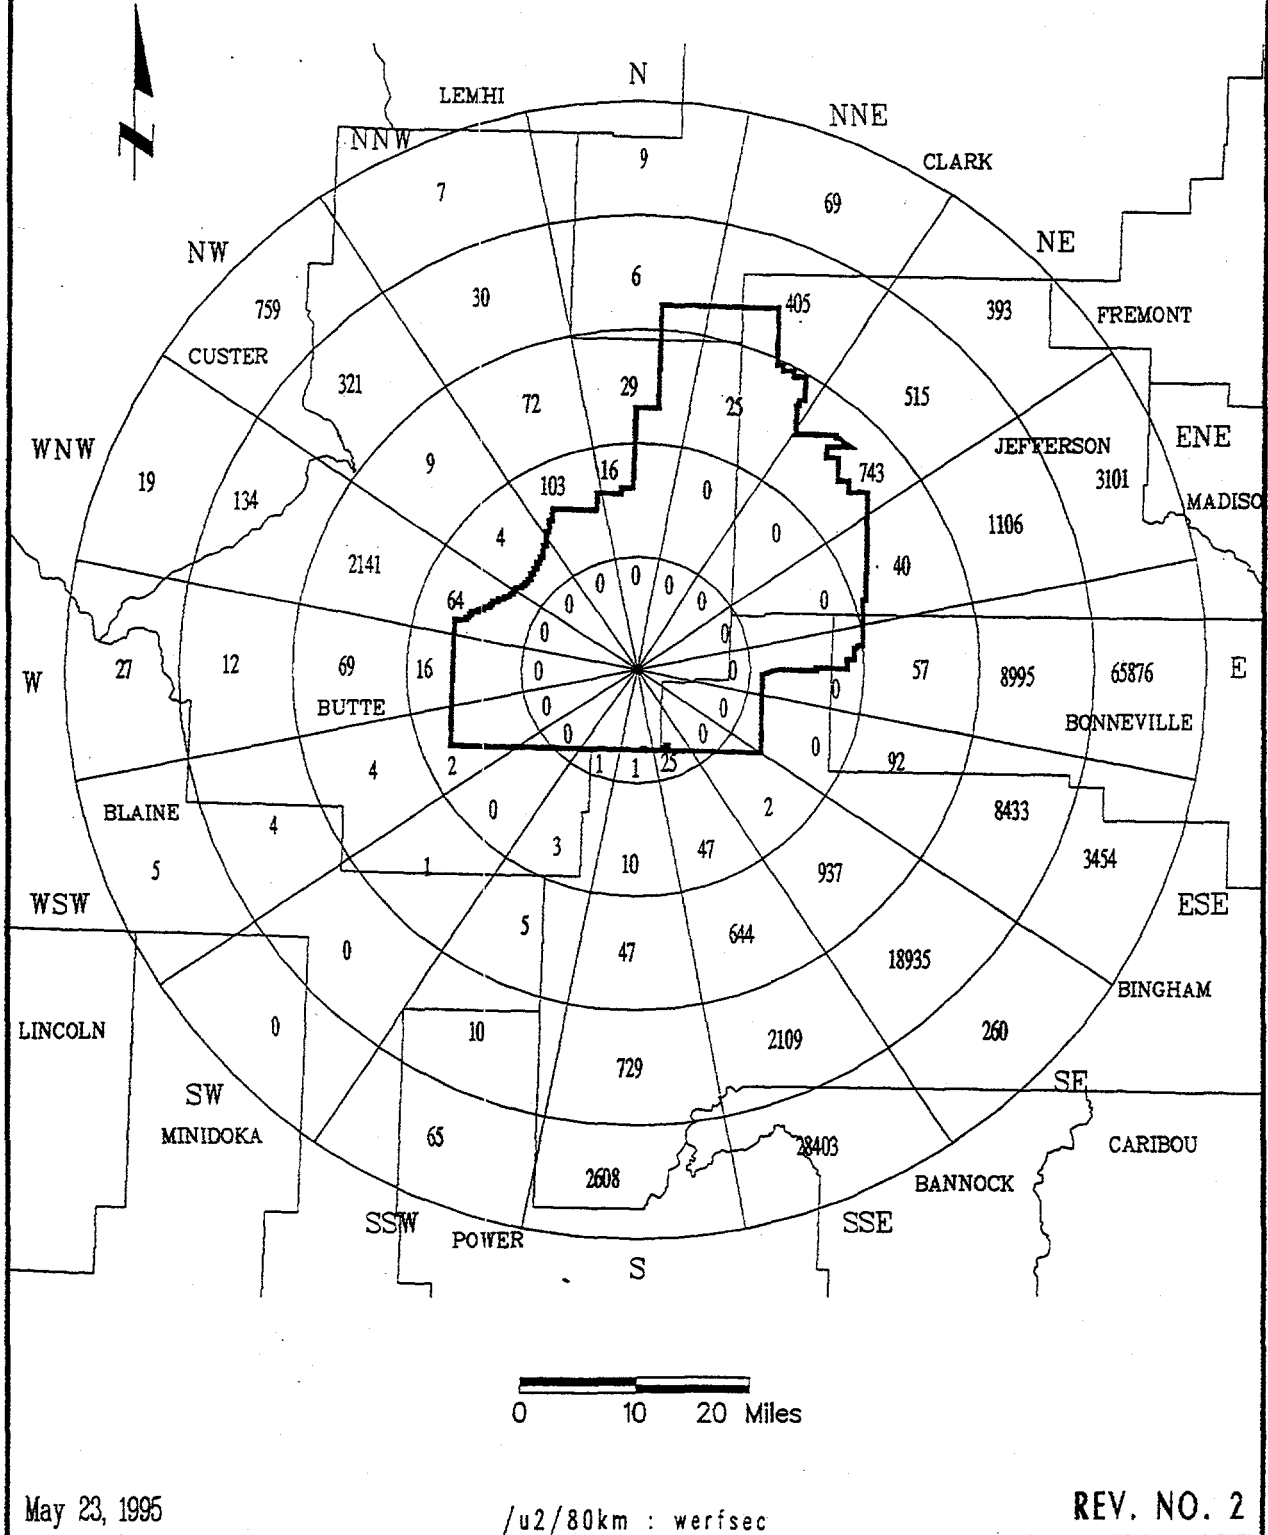 N
LEMHI
NNE
NNW
9
CLARK
7
69
NW
NE
6
30
405
759
393
FREMONT
CUSTER
321
29
72
25
515
WNW
ENE
JEFFERSON
9
16
743
3101
19
103
0
134
MADISO
1106
4
0
2141
40
0
0
0
0
0
64
0
0
0
0
27
12
69
16
0
0
57
8995
65876
W
E
0
BUTTE
0
0
BONNEVILLE
0
0
0
4
2
1
1
25
92
BLAINE
4
0
2
8433
3
47
3454
1
10
937
5
WSW
ESE
5
644
0
47
18935
BINGHAM
LINCOLN
0
10
2109
260
729
SW
SE
MINIDOKA
65
28403
CARIBOU
2608
BANNOCK
SSW
SSE
POWER
S
0 10 20 Miles
May 23, 1995
/u2/80km : werfsec
REV. NO. 2